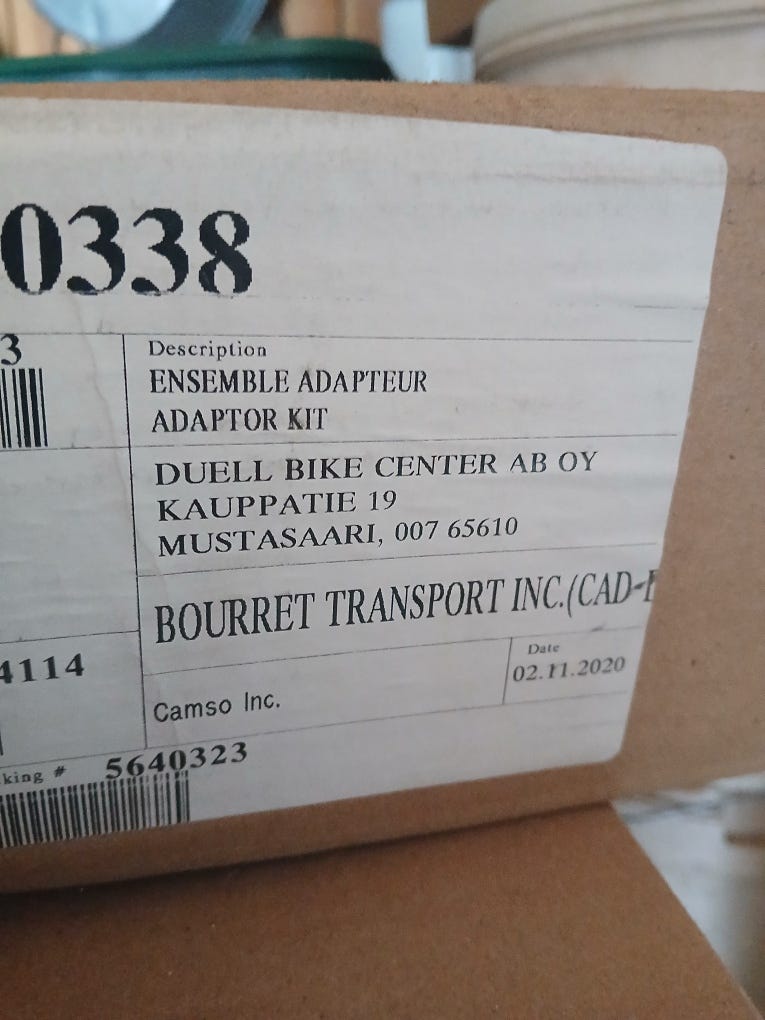 0338
3
Description
ENSEMBLE ADAPTEUR
ADAPTOR KIT
DUELL BIKE CENTER AB OY
KAUPPATIE 19
MUSTASAARI, 007 65610
BOURRET TRANSPORT INC.(CAD-
4114
Camso Inc.
Date
02.11.2020
king # 5640323